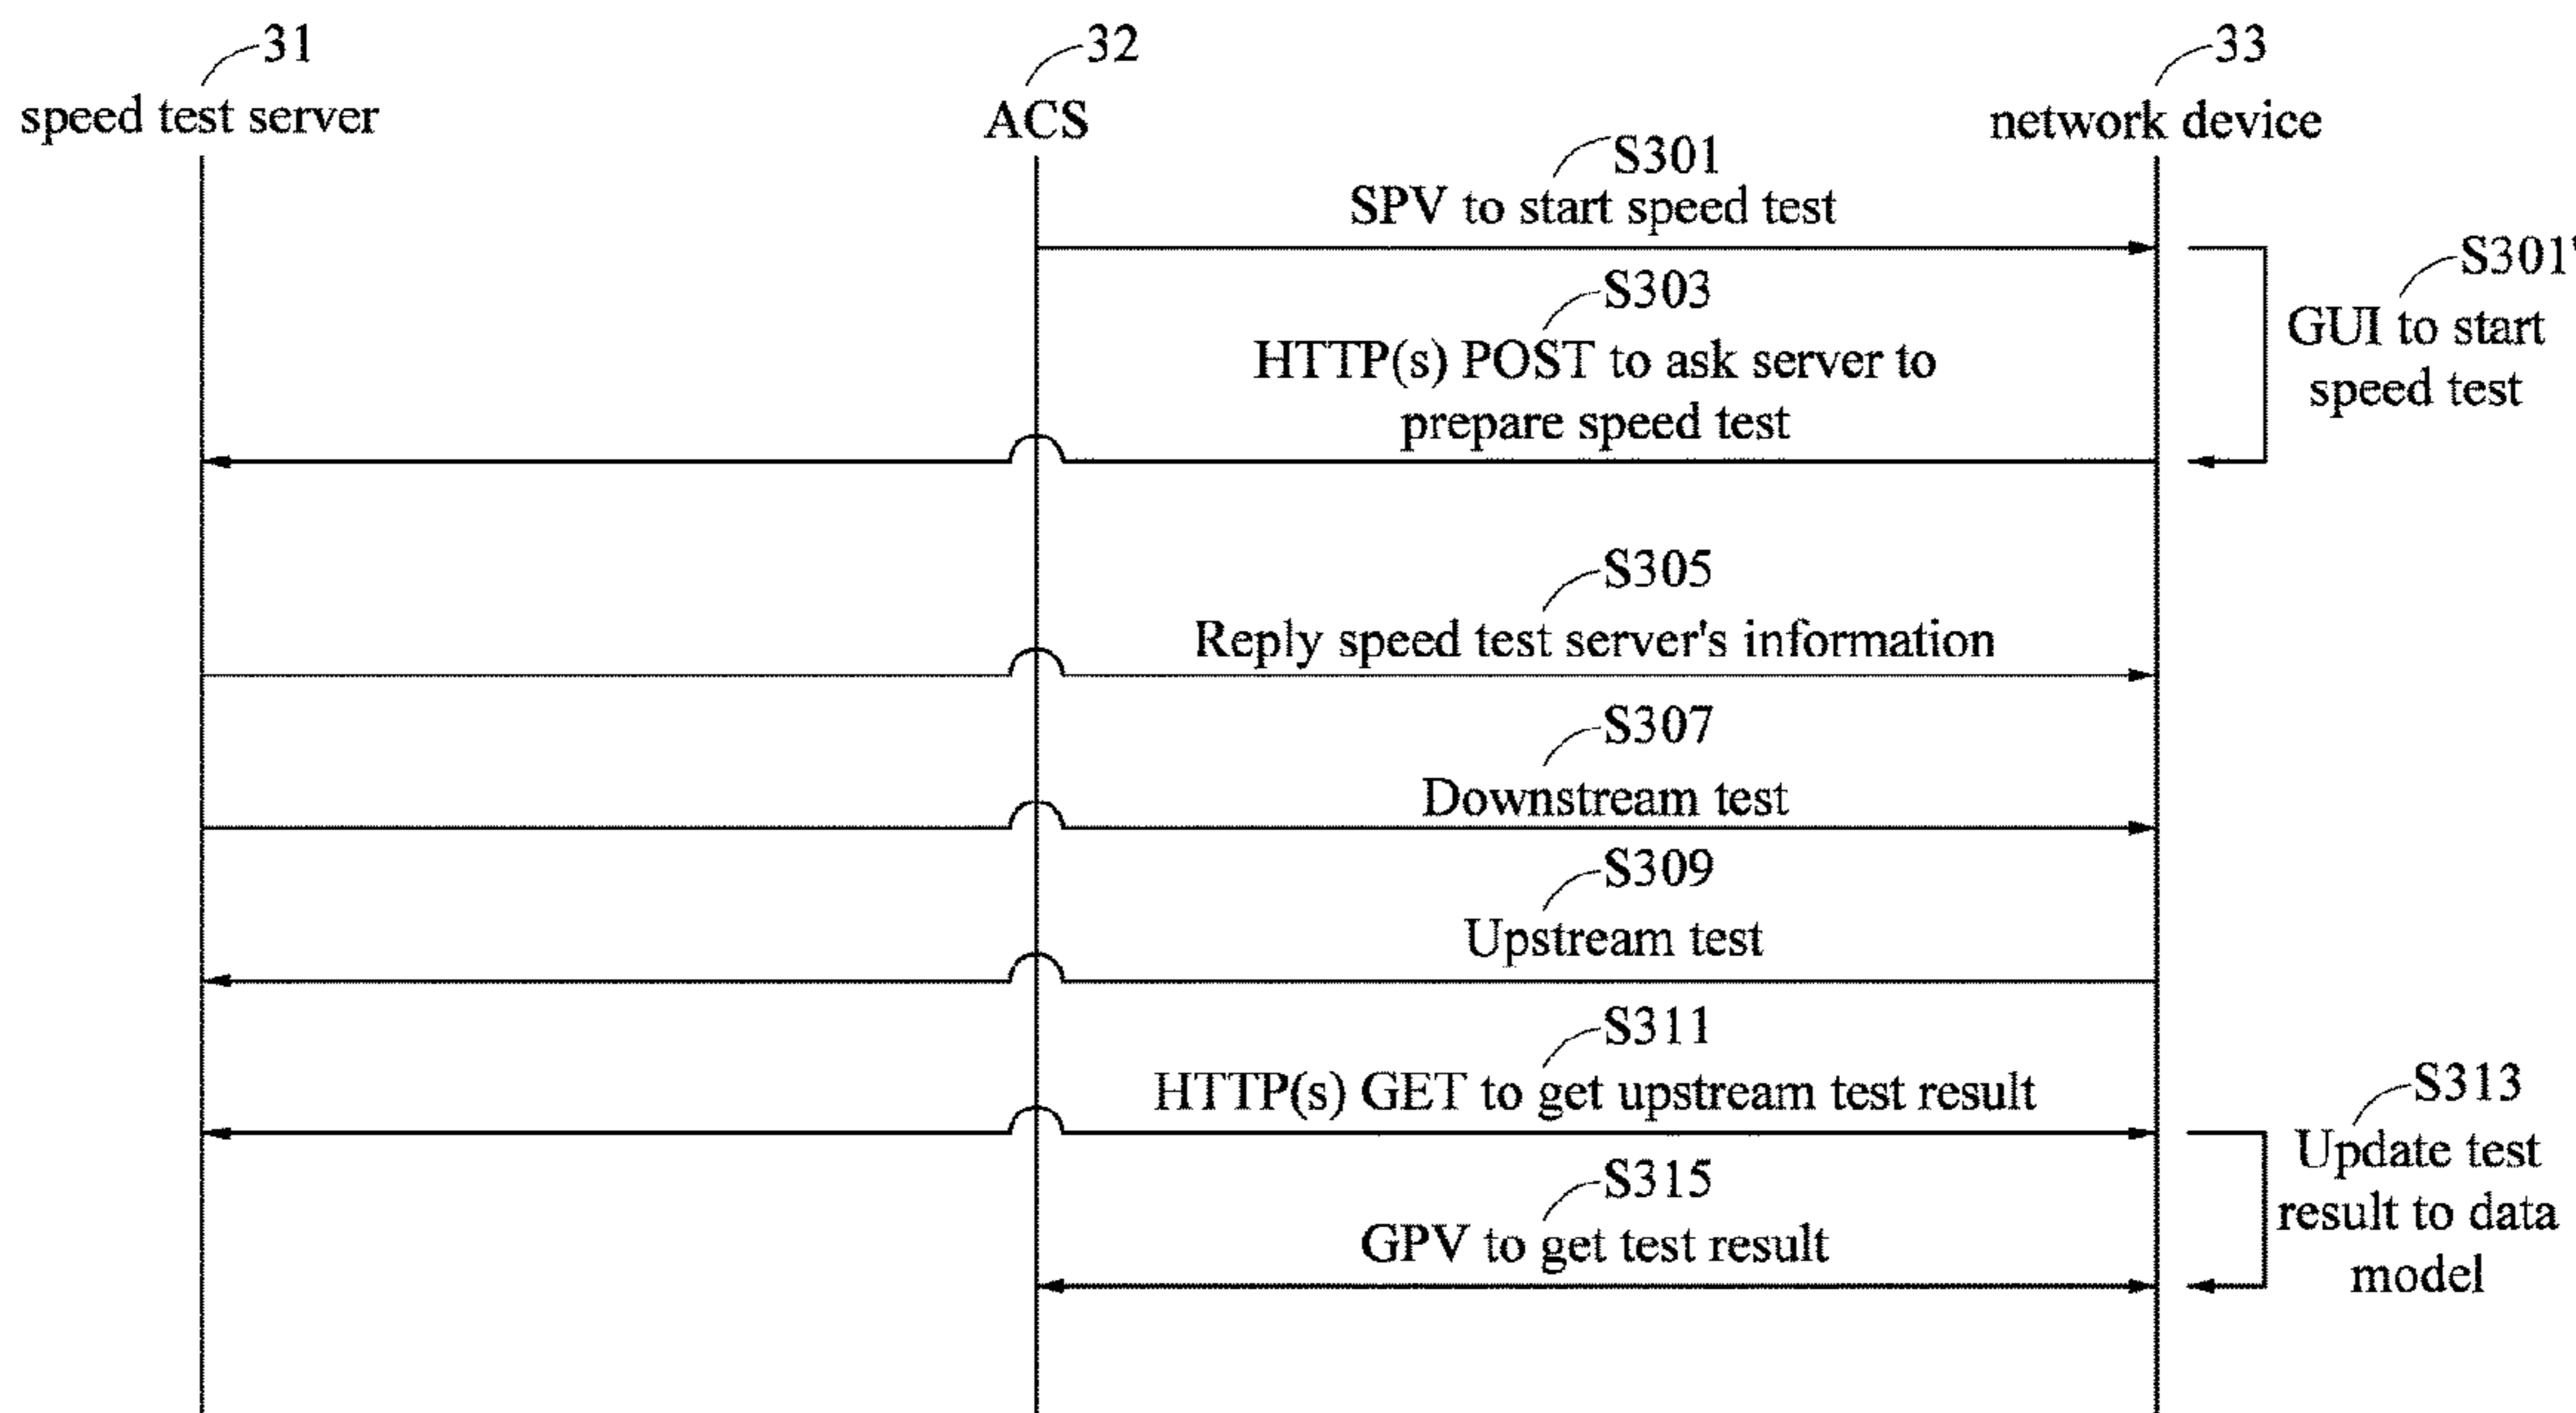 31
speed test server
32
ACS
33
network device
S301
SPV to start speed test
S301'
GUI to start
speed test
S303
HTTP(s) POST to ask server to
prepare speed test
S305
Reply speed test server's information
S307
Downstream test
S309
Upstream test
S311
HTTP(s) GET to get upstream test result
S313
Update test
result to data
model
S315
GPV to get test result